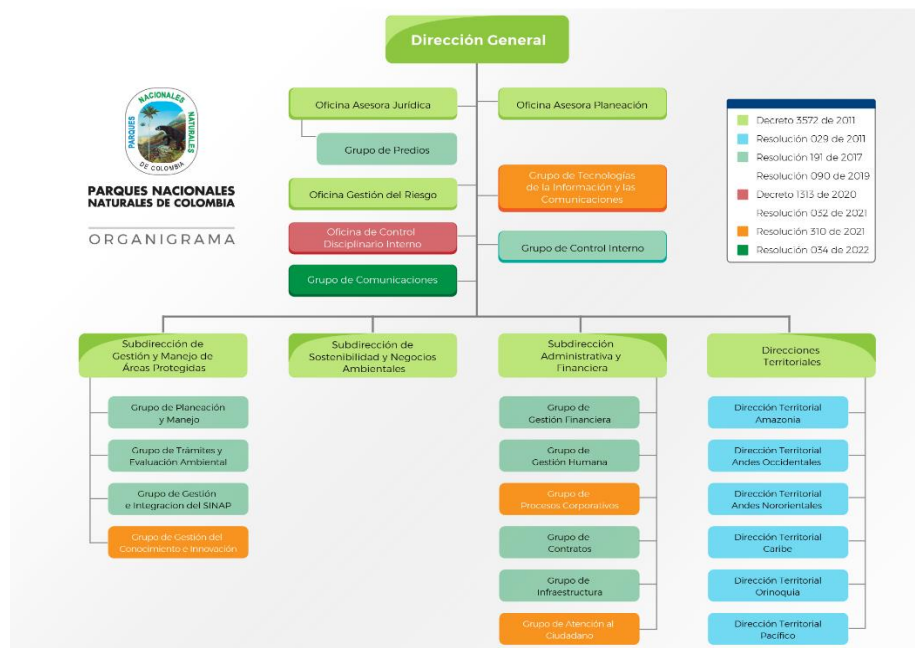 Dirección General
Oficina Asesora Jurídica
Oficina Asesora Planeación
Grupo de Predios
Oficina Gestión del Riesgo
Grupo de Tecnologías
de la Información y las
Comunicaciones
Oficina de Control
Disciplinario Interno
Grupo de Control Interno
Grupo de Comunicaciones
PARQUES NACIONALES NATURALES
DE COLOMBIA
PARQUES NACIONALES
NATURALES DE COLOMBIA
ORGANIGRAMA
Decreto 3572 de 2011
Resolución 029 de 2011
Resolución 191 de 2017
Resolución 090 de 2019
Decreto 1313 de 2020
Resolución 032 de 2021
Resolución 310 de 2021
Resolución 034 de 2022
Subdirección de
Gestión y Manejo de
Áreas Protegidas
Grupo de Planeación
y Manejo
Grupo de Trámites y
Evaluación Ambiental
Grupo de Gestión
e Integracion del SINAP
Grupo de Gestión del
Conocimiento e Innovación
Subdirección de
Sostenibilidad y Negocios
Ambientales
Subdirección
Administrativa y
Financiera
Grupo de
Gestión Financiera
Grupo de
Gestión Humana
Grupo de
Procesos Corporativos
Grupo de
Contratos
Grupo de
Infraestructura
Grupo de Atención al
Ciudadano
Direcciones
Territoriales
Dirección Territorial
Amazonia
Dirección Territorial
Andes Occidentales
Dirección Territorial
Andes Nororientales
Dirección Territorial
Caribe
Dirección Territorial
Orinoquia
Dirección Territorial
Pacífico